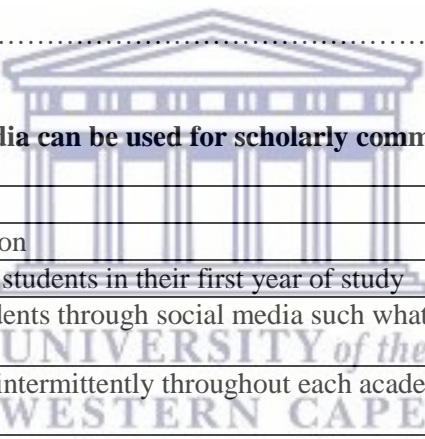 ..................................................................
dia can be used for scholarly comm
on
students in their first year of study
dents through social media such what
UNIVERSITY of the
intermittently throughout each acade
WESTERN CAPE